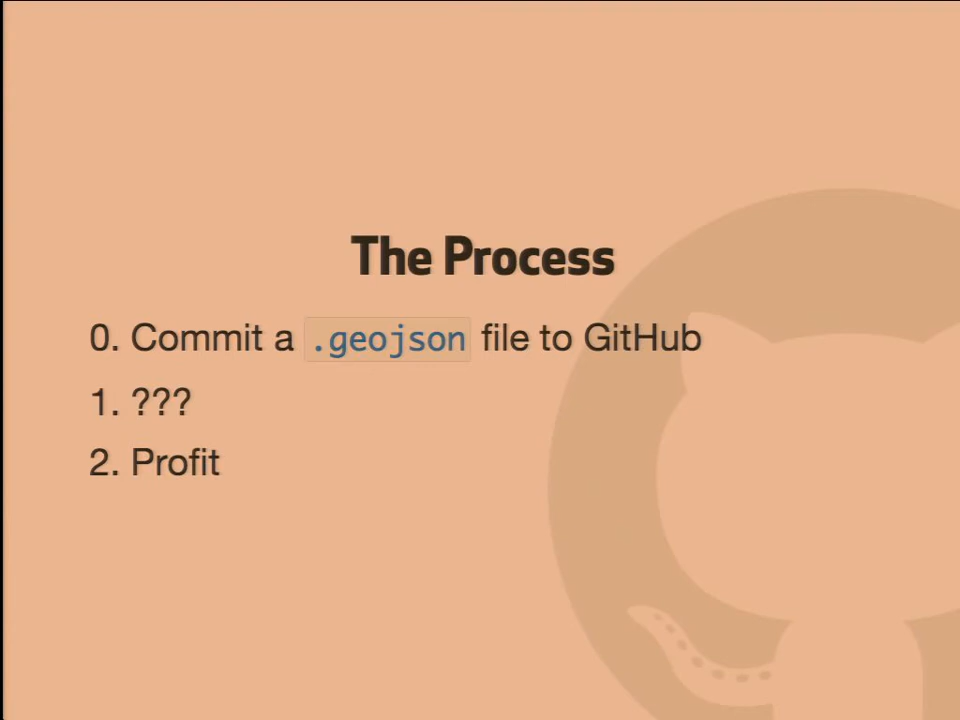 The Process
0. Commit a .geojson file to GitHub
1. ???
2. Profit